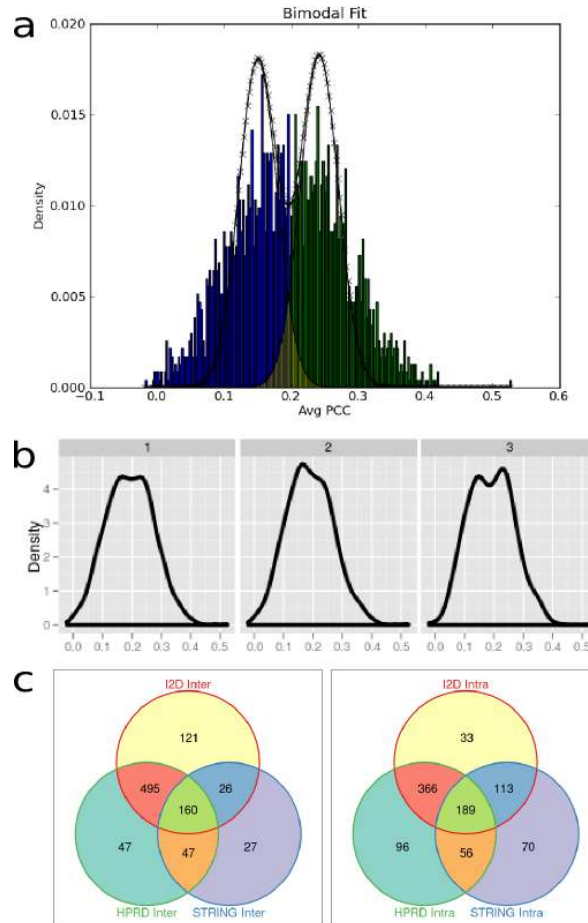 a
Bimodal Fit
0.020
0.015
0.010
0.005
0.000
Density
−0.1 0.0 0.1 0.2 0.3 0.4 0.5 0.6
Avg PCC
b
1 2 3
4
3
2
1
0
Density
0.0 0.1 0.2 0.3 0.4 0.5 0.0 0.1 0.2 0.3 0.4 0.5 0.0 0.1 0.2 0.3 0.4 0.5
c
I2D Inter
121
495 26
160
47 47 27
HPRD Inter STRING Inter
I2D Intra
33
366 113
189
96 56 70
HPRD Intra STRING Intra